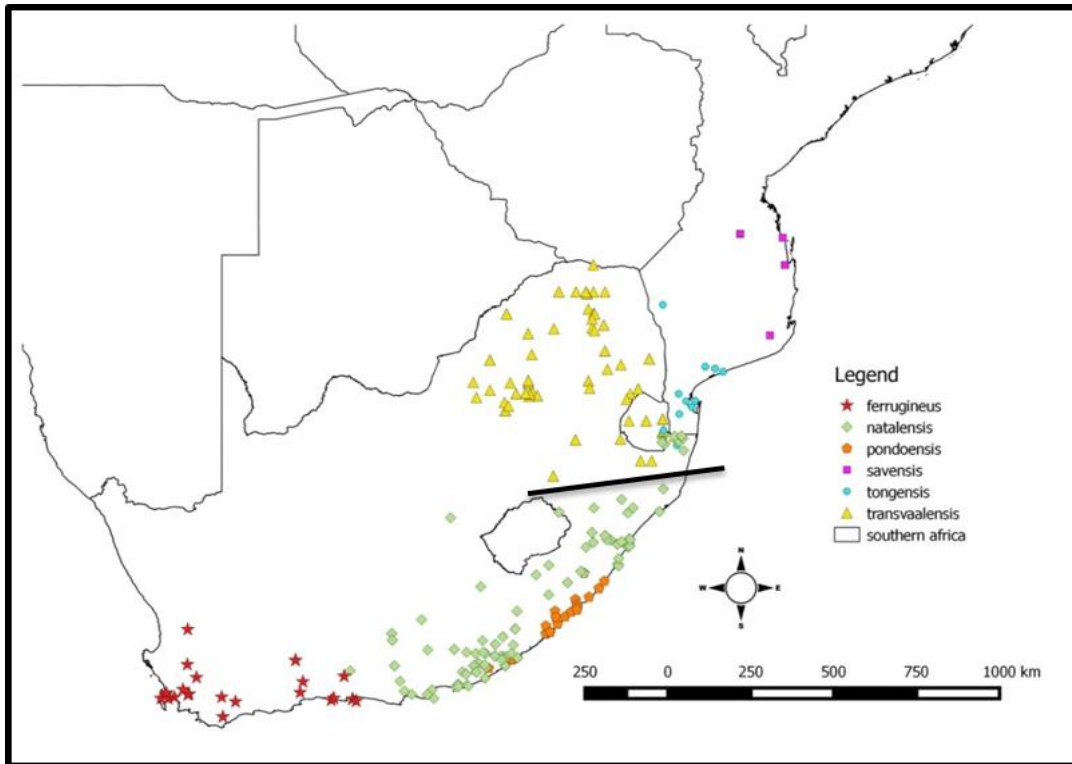 Legend
ferrugineus
natalensis
pondoensis
savensis
tongensis
transvaalensis
southern africa
N
W E
S
250 0 250 500 750 1000 km